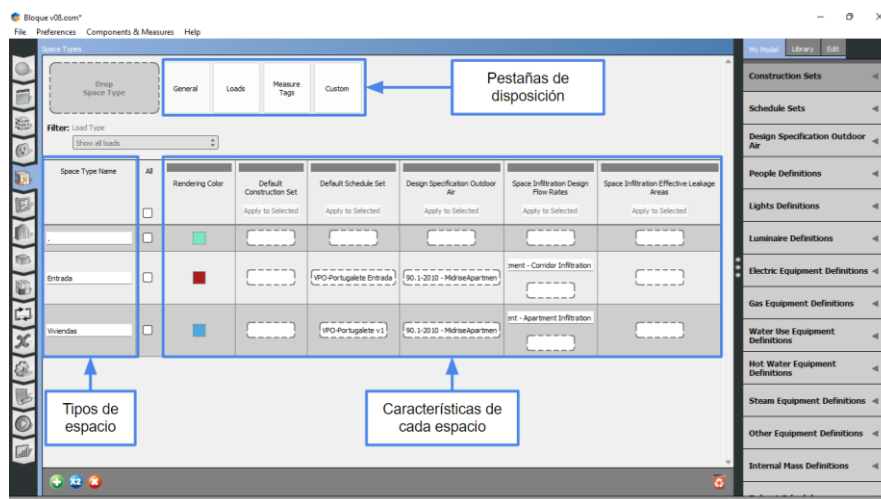 Bloque v08.osm*
File Preferences Components & Measures Help
Space Types
My Model Library Edit
Drop
Space Type
General
Loads
Measure
Tags
Custom
Pestañas de
disposición
Filter: Load Type
Show all loads
Space Type Name
All
Rendering Color
Default
Construction Set
Apply to Selected
Default Schedule Set
Apply to Selected
Design Specification Outdoor
Air
Apply to Selected
Space Infiltration Design
Flow Rates
Apply to Selected
Space Infiltration Effective Leakage
Areas
Apply to Selected
.
Entrada
VPO-Portugalete Entrada
90.1-2010 - MidriseApartmen
ment - Corridor Infiltration
Viviendas
VPO-Portugalete v1
90.1-2010 - MidriseApartmen
ent - Apartment Infiltration
Tipos de
espacio
Características de
cada espacio
Construction Sets
Schedule Sets
Design Specification Outdoor
Air
People Definitions
Lights Definitions
Luminaire Definitions
Electric Equipment Definitions
Gas Equipment Definitions
Water Use Equipment
Definitions
Hot Water Equipment
Definitions
Steam Equipment Definitions
Other Equipment Definitions
Internal Mass Definitions
x2